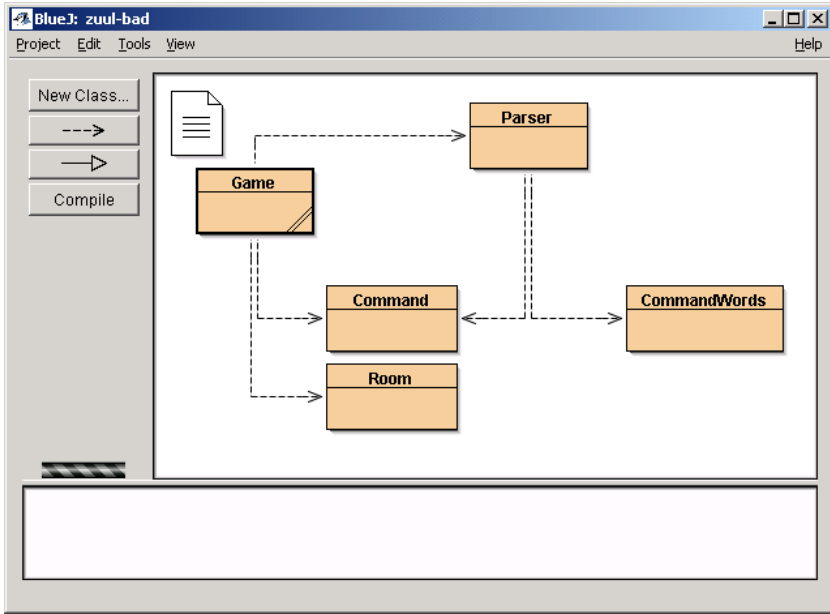 BlueJ: zuul-bad
Project Edit Tools View Help
New Class...
Compile
Parser
Game
Command
CommandWords
Room